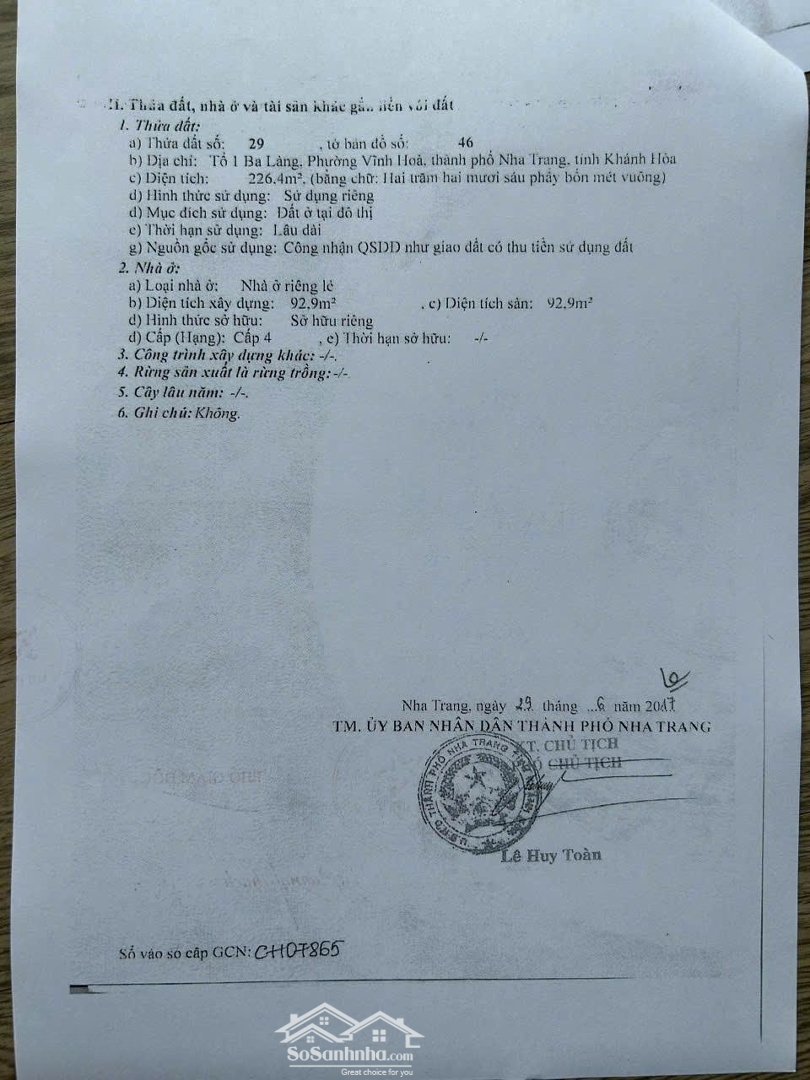 II. Thửa đất, nhà ở và tài sản khác gắn liền với đất
1. Thửa đất:
a) Thửa đất số: 29 , tờ bản đồ số: 46
b) Địa chỉ: Tổ 1 Ba Làng, Phường Vĩnh Hoà, thành phố Nha Trang, tỉnh Khánh Hòa
c) Diện tích: 226,4m², (bằng chữ: Hai trăm hai mươi sáu phẩy bốn mét vuông)
d) Hình thức sử dụng: Sử dụng riêng
đ) Mục đích sử dụng: Đất ở tại đô thị
e) Thời hạn sử dụng: Lâu dài
g) Nguồn gốc sử dụng: Công nhận QSDĐ như giao đất có thu tiền sử dụng đất
2. Nhà ở:
a) Loại nhà ở: Nhà ở riêng lẻ
b) Diện tích xây dựng: 92,9m² , c) Diện tích sàn: 92,9m²
d) Hình thức sở hữu: Sở hữu riêng
đ) Cấp (Hạng): Cấp 4 , e) Thời hạn sở hữu: -/-
3. Công trình xây dựng khác: -/-.
4. Rừng sản xuất là rừng trồng: -/-
5. Cây lâu năm: -/-.
6. Ghi chú: Không.
Nha Trang, ngày 29 tháng 6 năm 2017
TM. ỦY BAN NHÂN DÂN THÀNH PHỐ NHA TRANG
KT. CHỦ TỊCH
PHÓ CHỦ TỊCH
U.B.N.D THÀNH PHỐ NHA TRANG
Lê Huy Toàn
Số vào sổ cấp GCN: CH07865
SoSanhnha.com
Great choice for you